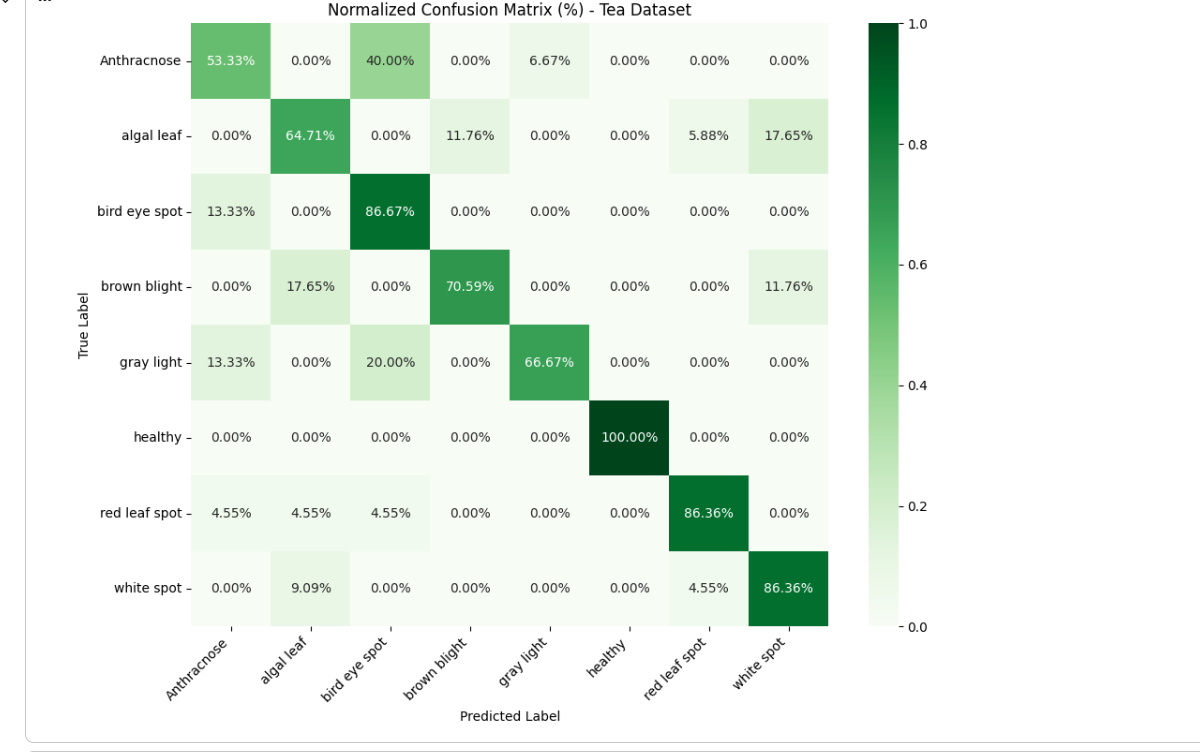 Normalized Confusion Matrix (%) - Tea Dataset
Anthracnose 53.33% 0.00% 40.00% 0.00% 6.67% 0.00% 0.00% 0.00%
algal leaf 0.00% 64.71% 0.00% 11.76% 0.00% 0.00% 5.88% 17.65%
bird eye spot 13.33% 0.00% 86.67% 0.00% 0.00% 0.00% 0.00% 0.00%
brown blight 0.00% 17.65% 0.00% 70.59% 0.00% 0.00% 0.00% 11.76%
gray light 13.33% 0.00% 20.00% 0.00% 66.67% 0.00% 0.00% 0.00%
healthy 0.00% 0.00% 0.00% 0.00% 0.00% 100.00% 0.00% 0.00%
red leaf spot 4.55% 4.55% 4.55% 0.00% 0.00% 0.00% 86.36% 0.00%
white spot 0.00% 9.09% 0.00% 0.00% 0.00% 0.00% 4.55% 86.36%
True Label
Anthracnose algal leaf bird eye spot brown blight gray light healthy red leaf spot white spot
Predicted Label
1.0
0.8
0.6
0.4
0.2
0.0